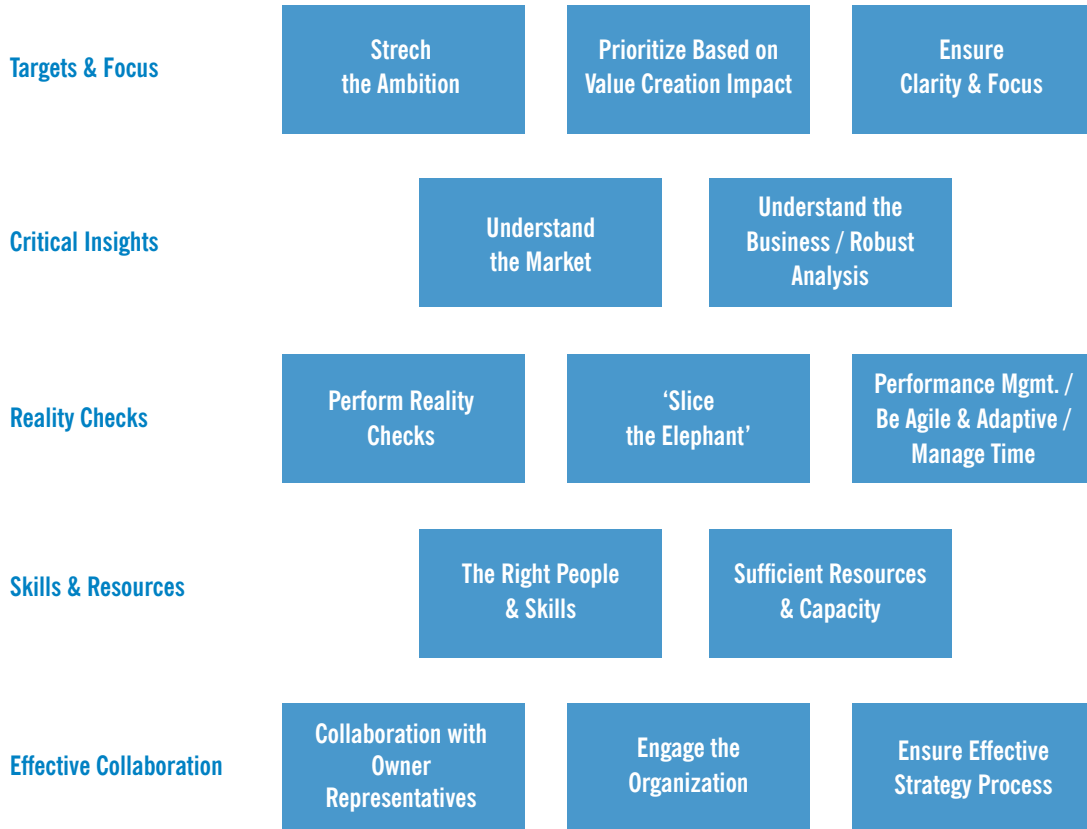 Targets & Focus
Strech
the Ambition
Prioritize Based on
Value Creation Impact
Ensure
Clarity & Focus
Critical Insights
Understand
the Market
Understand the
Business / Robust
Analysis
Reality Checks
Perform Reality
Checks
‘Slice
the Elephant’
Performance Mgmt. /
Be Agile & Adaptive /
Manage Time
Skills & Resources
The Right People
& Skills
Sufficient Resources
& Capacity
Effective Collaboration
Collaboration with
Owner
Representatives
Engage the
Organization
Ensure Effective
Strategy Process